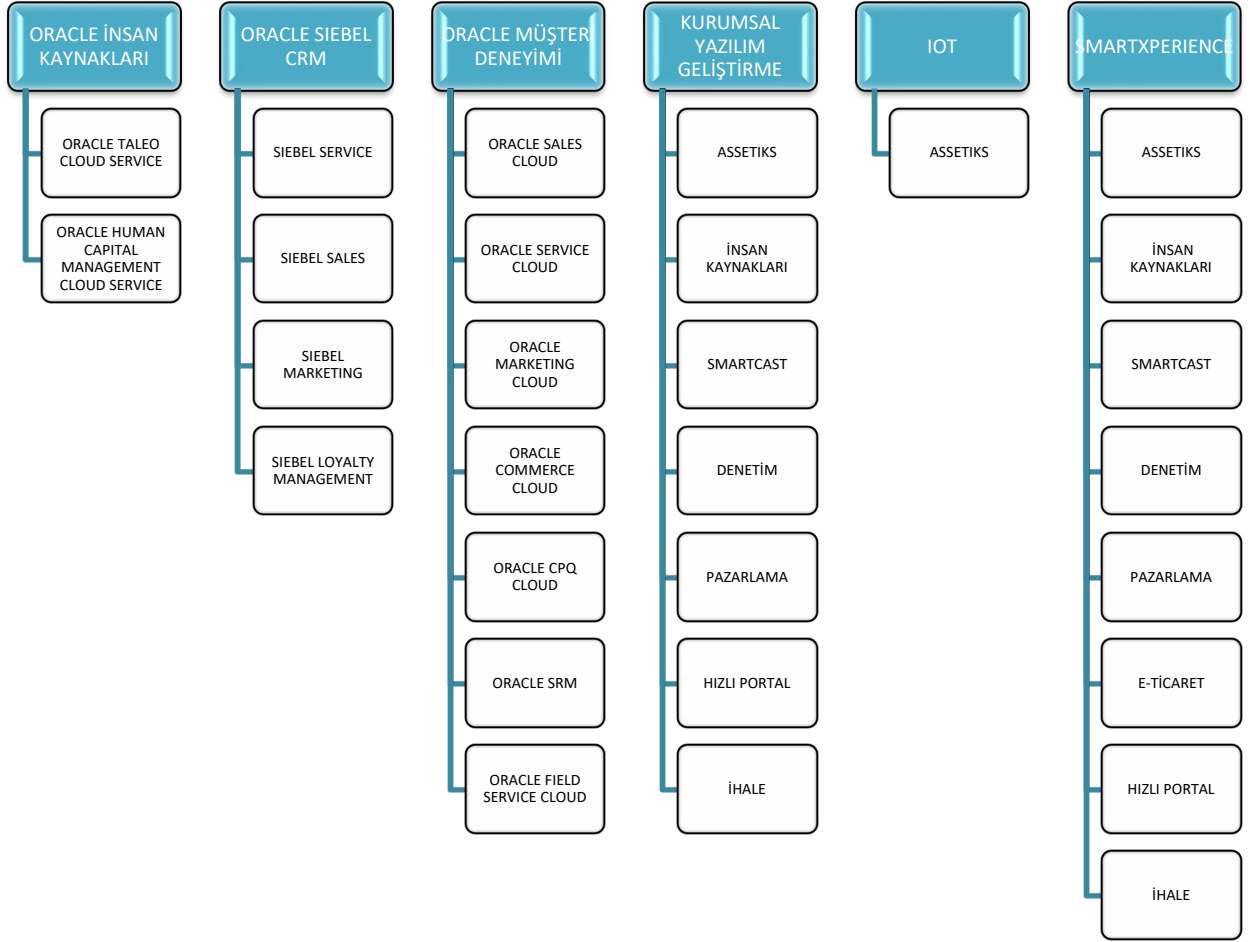 ORACLE İNSAN
KAYNAKLARI
ORACLE TALEO
CLOUD SERVICE
ORACLE HUMAN
CAPITAL
MANAGEMENT
CLOUD SERVICE
ORACLE SIEBEL
CRM
SIEBEL SERVICE
SIEBEL SALES
SIEBEL
MARKETING
SIEBEL LOYALTY
MANAGEMENT
ORACLE MÜŞTERİ
DENEYİMİ
ORACLE SALES
CLOUD
ORACLE SERVICE
CLOUD
ORACLE
MARKETING
CLOUD
ORACLE
COMMERCE
CLOUD
ORACLE CPQ
CLOUD
ORACLE SRM
ORACLE FIELD
SERVICE CLOUD
KURUMSAL
YAZILIM
GELİŞTİRME
ASSETIKS
İNSAN
KAYNAKLARI
SMARTCAST
DENETİM
PAZARLAMA
HIZLI PORTAL
İHALE
IOT
ASSETIKS
SMARTXPERIENCE
ASSETIKS
İNSAN
KAYNAKLARI
SMARTCAST
DENETİM
PAZARLAMA
E-TİCARET
HIZLI PORTAL
İHALE